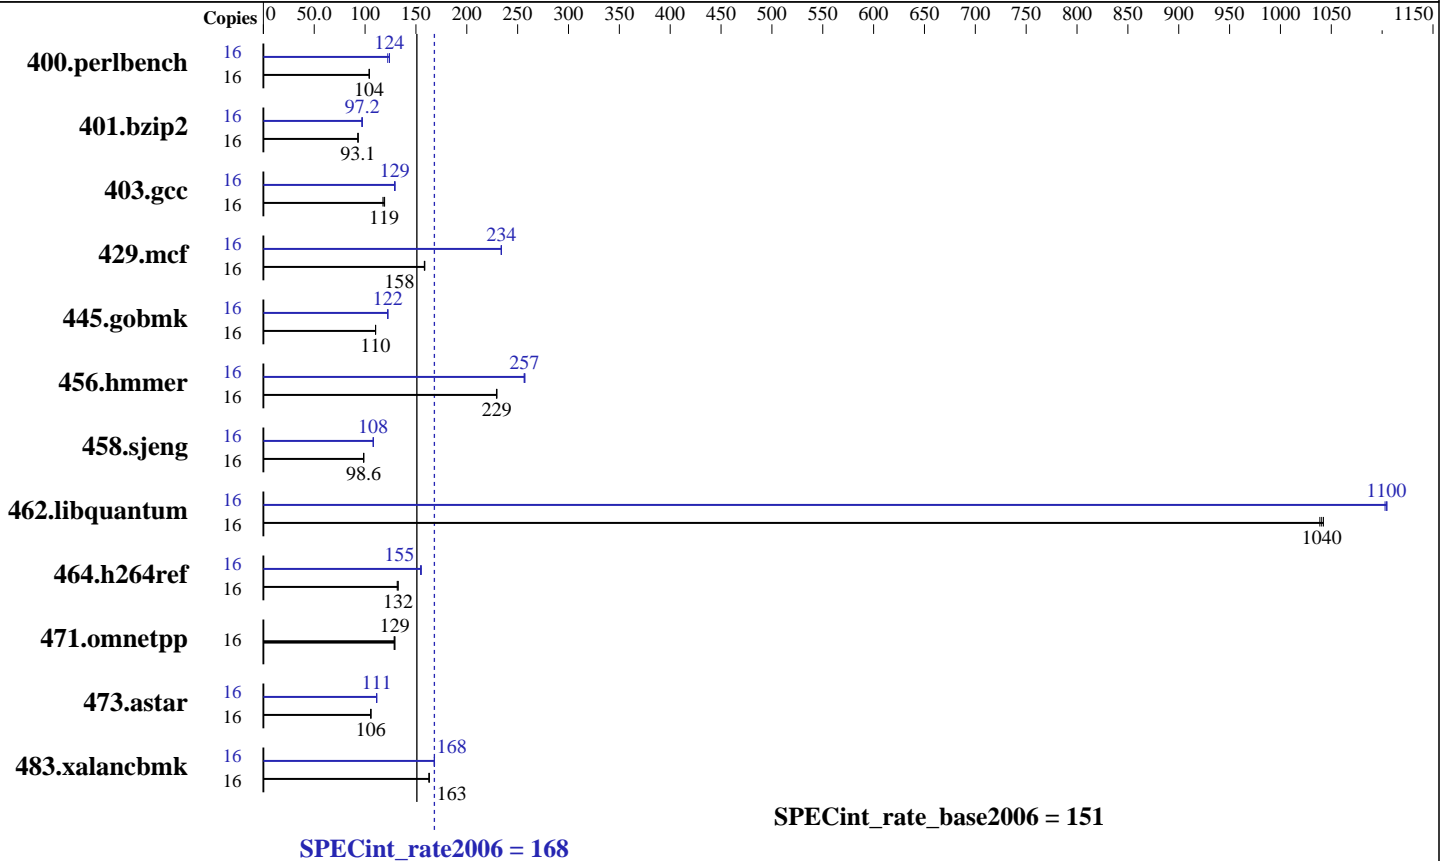 Copies 0 50.0 100 150 200 250 300 350 400 450 500 550 600 650 700 750 800 850 900 950 1000 1050 1150
400.perlbench 16 124
16 104
401.bzip2 16 97.2
16 93.1
403.gcc 16 129
16 119
429.mcf 16 234
16 158
445.gobmk 16 122
16 110
456.hmmer 16 257
16 229
458.sjeng 16 108
16 98.6
462.libquantum 16 1100
16 1040
464.h264ref 16 155
16 132
471.omnetpp 16 129
473.astar 16 111
16 106
483.xalancbmk 16 168
16 163
SPECint_rate_base2006 = 151
SPECint_rate2006 = 168